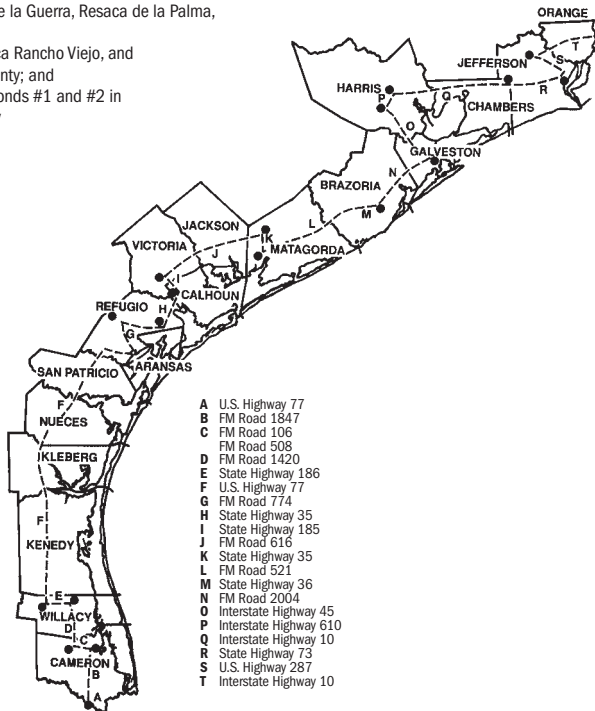 e la Guerra, Resaca de la Palma,
ca Rancho Viejo, and
nty; and
onds #1 and #2 in
ORANGE
T
JEFFERSON
S
HARRIS
P
Q
R
CHAMBERS
O
GALVESTON
N
BRAZORIA
M
L
JACKSON
K
MATAGORDA
VICTORIA
J
I
CALHOUN
REFUGIO
H
G
ARANSAS
SAN PATRICIO
F
NUECES
KLEBERG
F
KENEDY
E
WILLACY
D
C
CAMERON
B
A
A U.S. Highway 77
B FM Road 1847
C FM Road 106
FM Road 508
D FM Road 1420
E State Highway 186
F U.S. Highway 77
G FM Road 774
H State Highway 35
I State Highway 185
J FM Road 616
K State Highway 35
L FM Road 521
M State Highway 36
N FM Road 2004
O Interstate Highway 45
P Interstate Highway 610
Q Interstate Highway 10
R State Highway 73
S U.S. Highway 287
T Interstate Highway 10